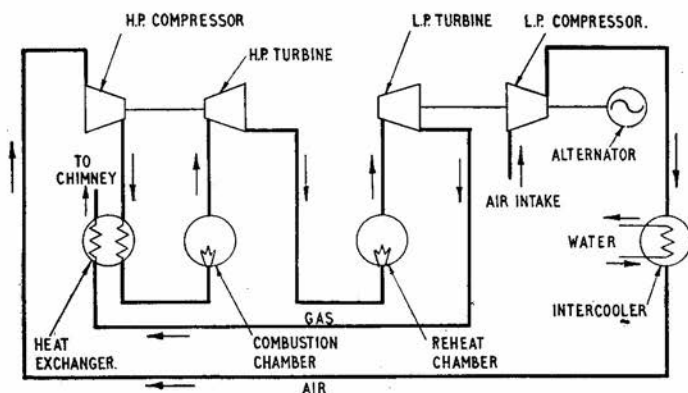 H.P. COMPRESSOR
H.P. TURBINE
L.P. TURBINE
L.P. COMPRESSOR.
TO
CHIMNEY
ALTERNATOR
AIR INTAKE
WATER
INTERCOOLER
GAS
HEAT
EXCHANGER.
COMBUSTION
CHAMBER
REHEAT
CHAMBER
AIR